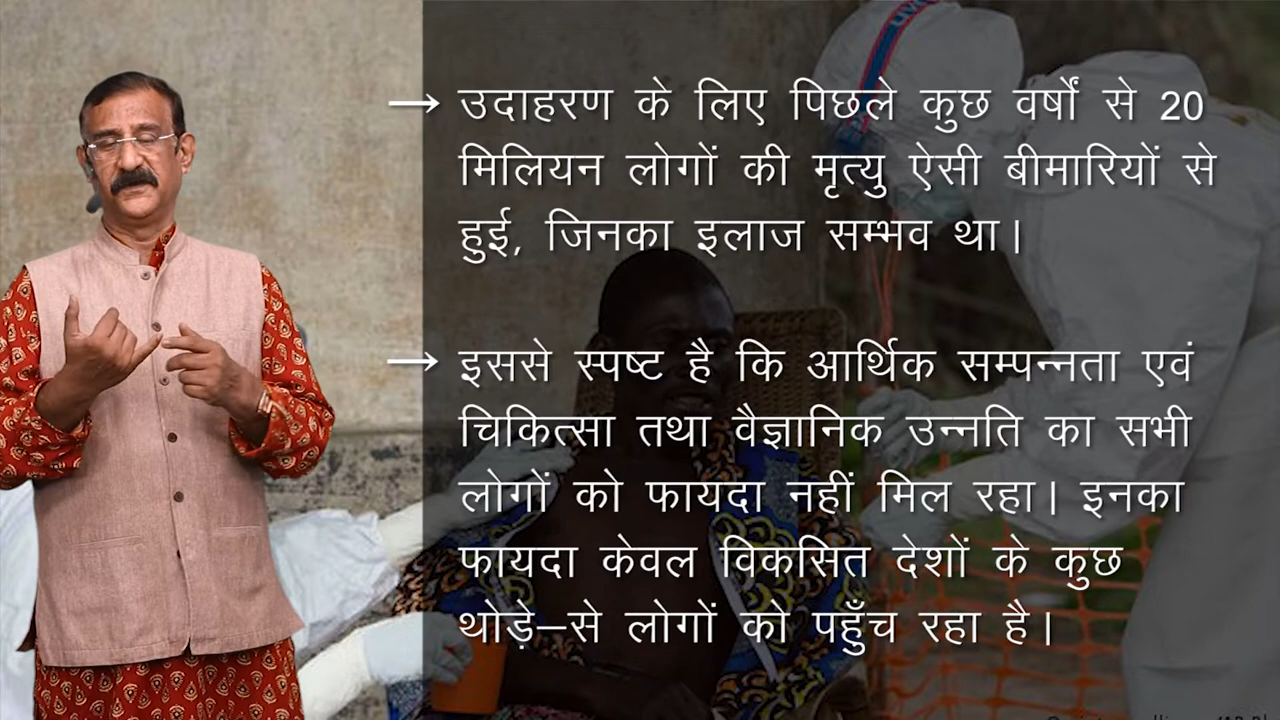 → उदाहरण के लिए पिछले कुछ वर्षों से 20
मिलियन लोगों की मृत्यु ऐसी बीमारियों से
हुई, जिनका इलाज सम्भव था।
→ इससे स्पष्ट है कि आर्थिक सम्पन्नता एवं
चिकित्सा तथा वैज्ञानिक उन्नति का सभी
लोगों को फायदा नहीं मिल रहा। इनका
फायदा केवल विकसित देशों के कुछ
थोड़े–से लोगों को पहुँच रहा है।